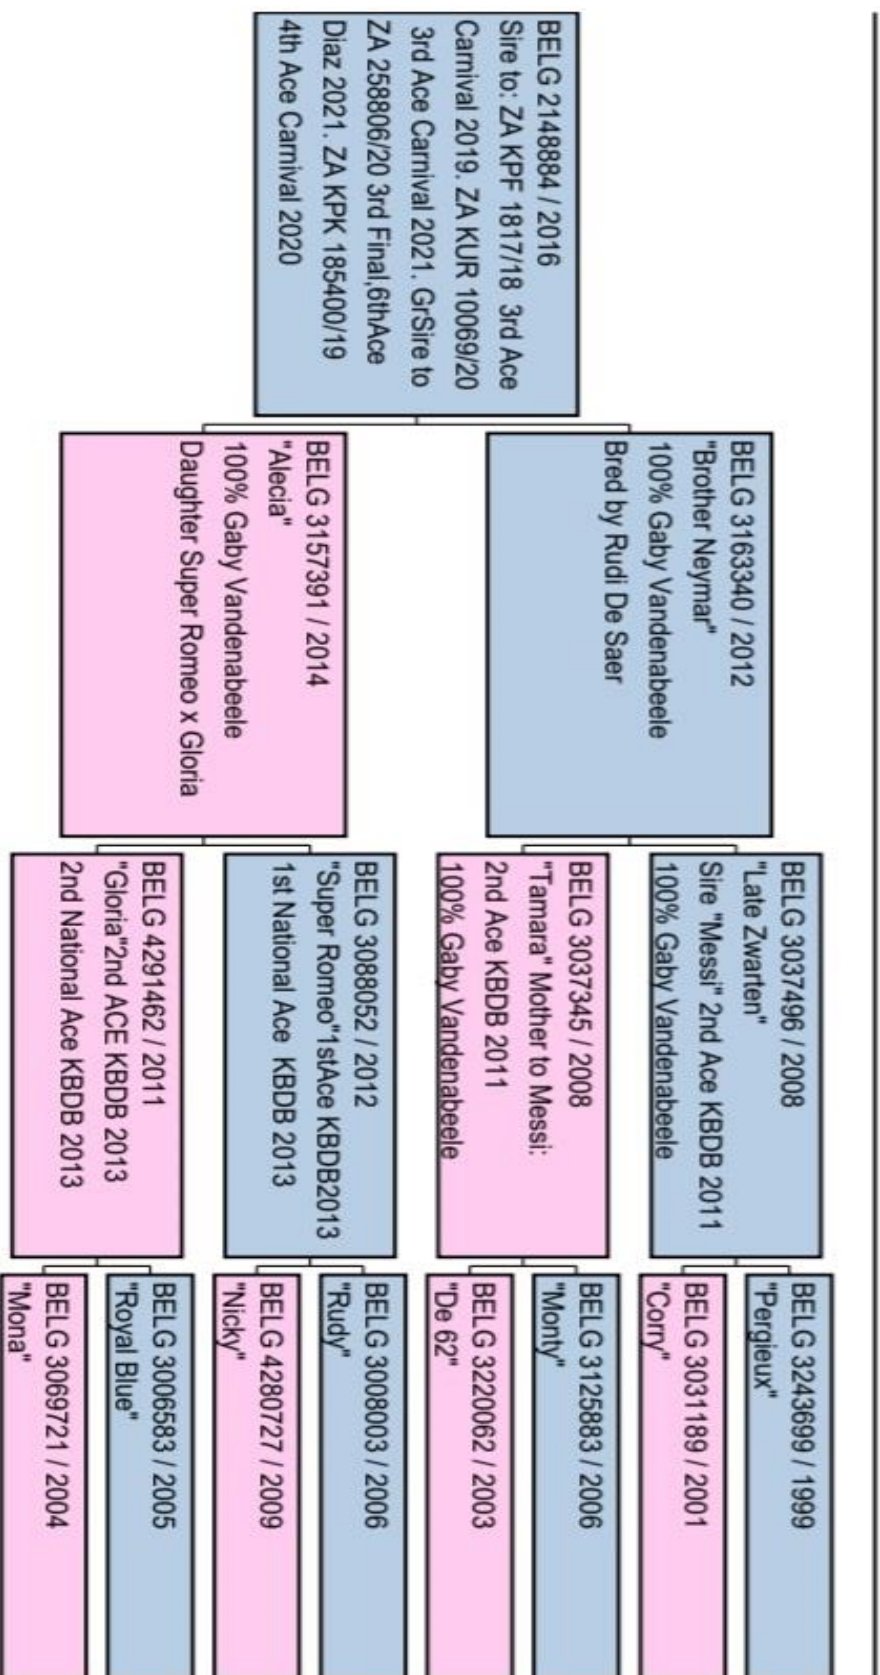 BELG 2148884 / 2016
Sire to: ZA KPF 1817/18  3rd Ace
Carnival 2019. ZA KUR 10069/20
3rd Ace Carnival 2021. GrSire to
ZA 258806/20 3rd Final,6thAce
Diaz 2021. ZA KPK 185400/19
4th Ace Carnival 2020
BELG 3163340 / 2012
"Brother Neymar"
100% Gaby Vandenabeele
Bred by Rudi De Saer
BELG 3157391 / 2014
"Alecia"
100% Gaby Vandenabeele
Daughter Super Romeo x Gloria
BELG 3037496 / 2008
"Late Zwarten"
Sire "Messi" 2nd Ace KBDB 2011
100% Gaby Vandenabeele
BELG 3037345 / 2008
"Tamara" Mother to Messi:
2nd Ace KBDB 2011
100% Gaby Vandenabeele
BELG 3088052 / 2012
"Super Romeo"1stAce KBDB2013
1st National Ace  KBDB 2013
BELG 4291462 / 2011
"Gloria"2nd ACE KBDB 2013
2nd National Ace KBDB 2013
BELG 3243699 / 1999
"Pergieux"
BELG 3031189 / 2001
"Corry"
BELG 3125883 / 2006
"Monty"
BELG 3220062 / 2003
"De 62"
BELG 3008003 / 2006
"Rudy"
BELG 4280727 / 2009
"Nicky"
BELG 3006583 / 2005
"Royal Blue"
BELG 3069721 / 2004
"Mona"